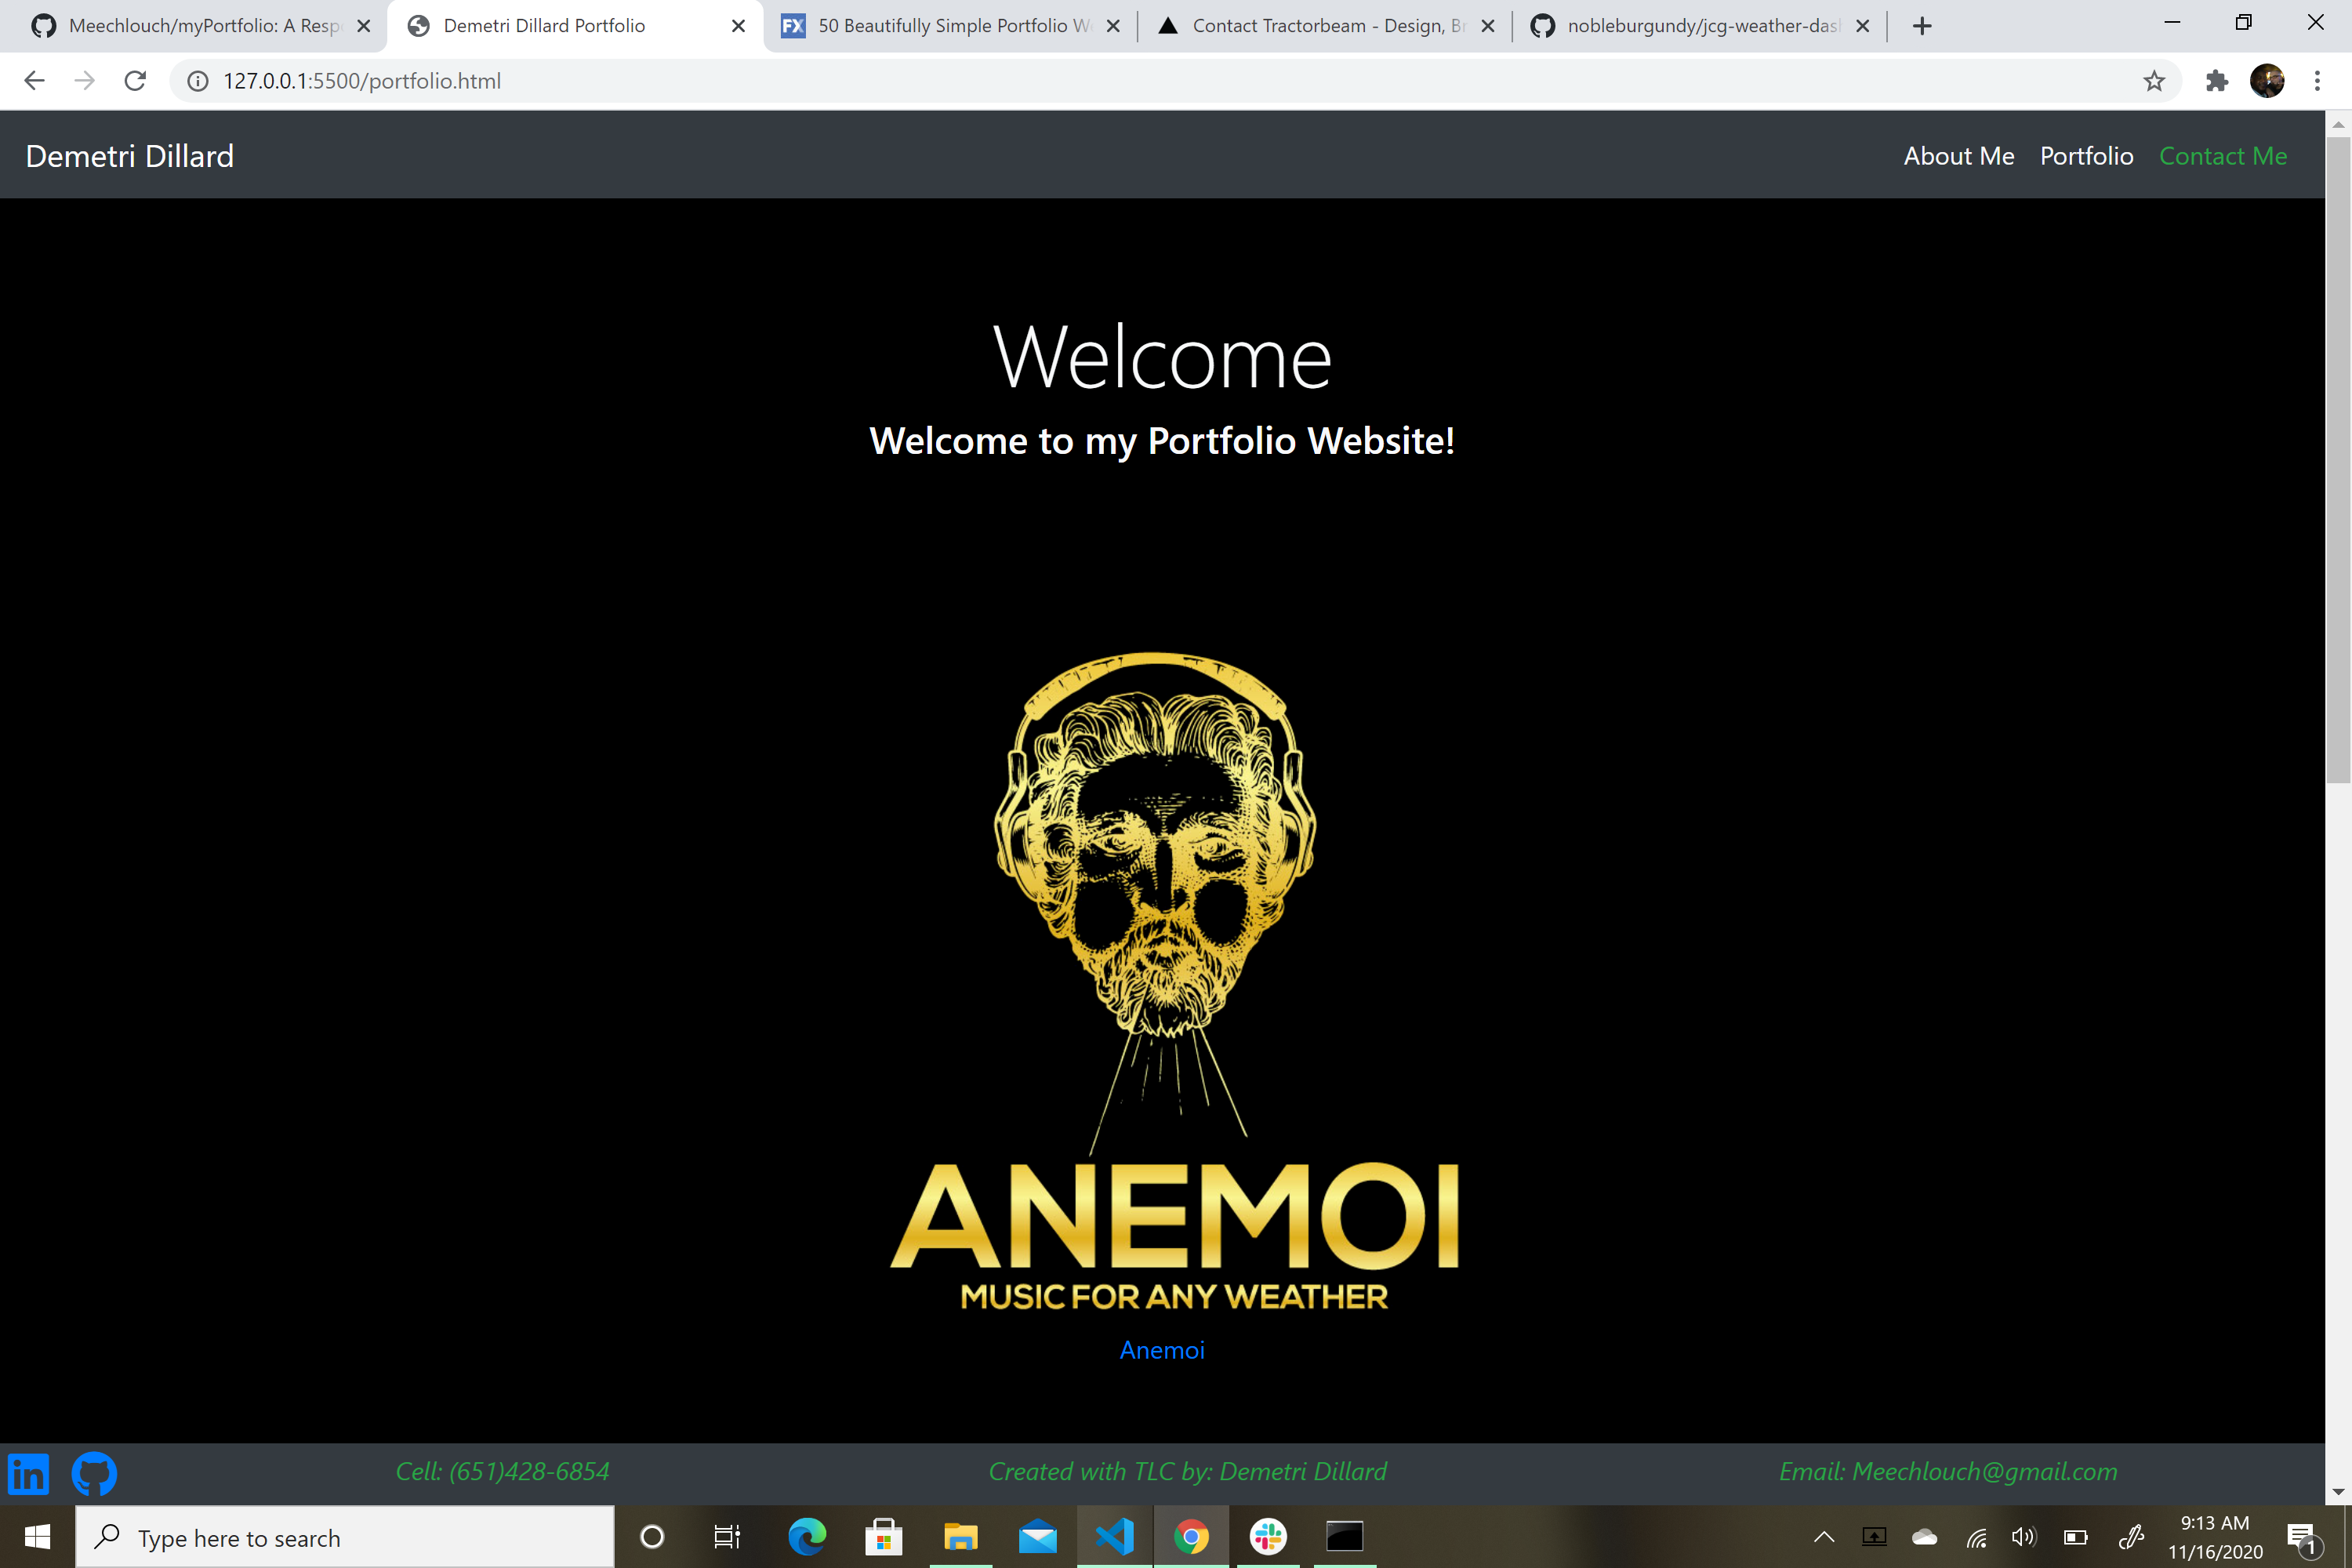 Meechlouch/myPortfolio: A Resp
Demetri Dillard Portfolio
FX
50 Beautifully Simple Portfolio W
Contact Tractorbeam - Design, Br
nobleburgundy/jcg-weather-das
127.0.0.1:5500/portfolio.html
Demetri Dillard
About Me
Portfolio
Contact Me
Welcome
Welcome to my Portfolio Website!
ANEMOI
MUSIC FOR ANY WEATHER
Anemoi
in
Cell: (651)428-6854
Created with TLC by: Demetri Dillard
Email: Meechlouch@gmail.com
Type here to search
9:13 AM
11/16/2020
1